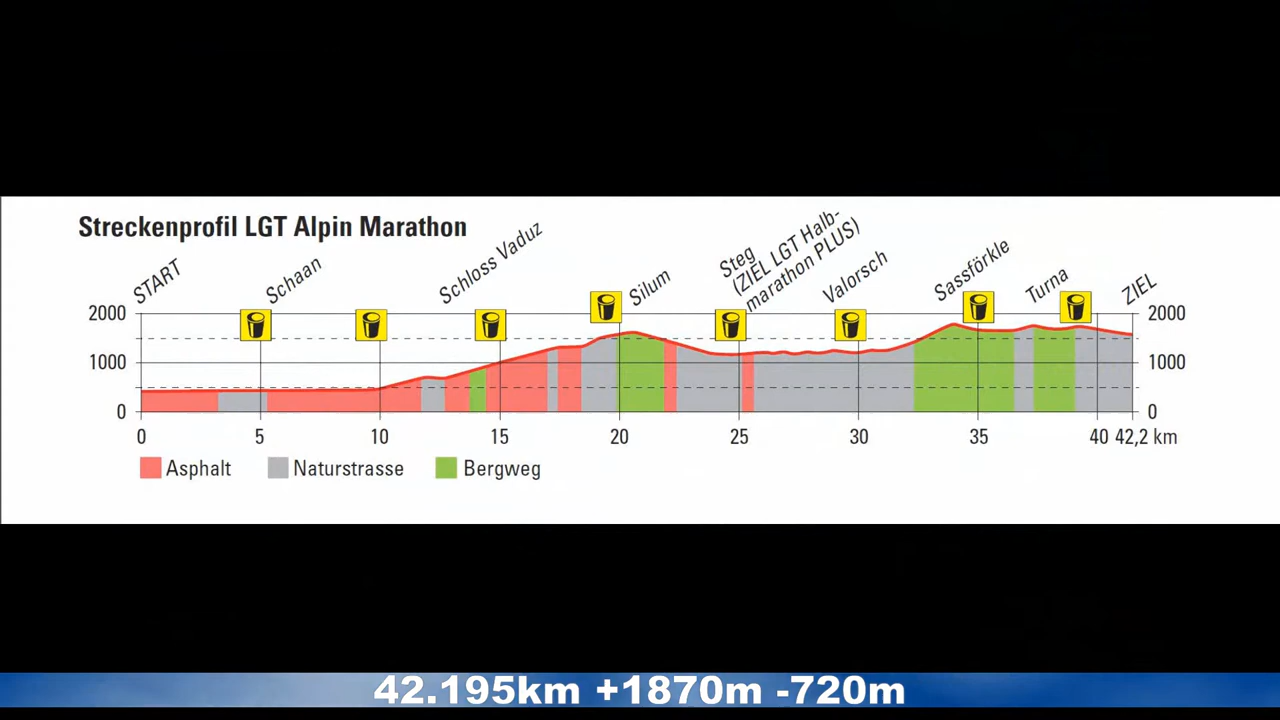 Streckenprofil LGT Alpin Marathon
START
Schaan
Schloss Vaduz
Silum
Steg
(ZIEL LGT Halb-
marathon PLUS)
Valorsch
Sassförkle
Turna
ZIEL
2000
1000
0
2000
1000
0
0 5 10 15 20 25 30 35 40 42,2 km
Asphalt Naturstrasse Bergweg
42.195km +1870m -720m